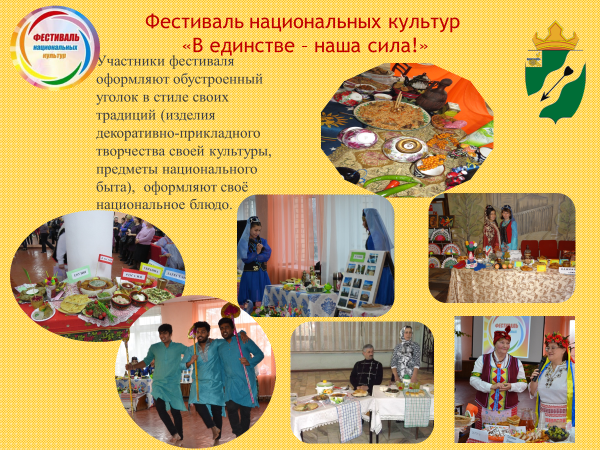 Фестиваль национальных культур
«В единстве – наша сила!»
ФЕСТИВАЛЬ
национальных
культур
Участники фестиваля
оформляют обустроенный
уголок в стиле своих
традиций (изделия
декоративно-прикладного
творчества своей культуры,
предметы национального
быта),  оформляют своё
национальное блюдо.
ФЕСТИВАЛЬ